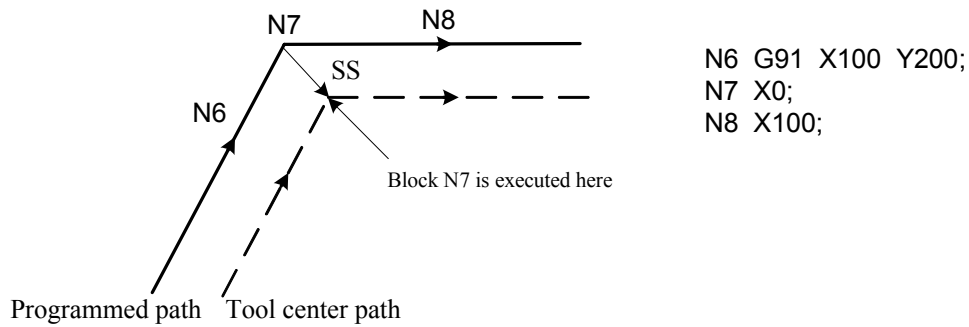 N7
N8
SS
N6
Block N7 is executed here
Programmed path
Tool center path
N6 G91 X100 Y200;
N7 X0;
N8 X100;